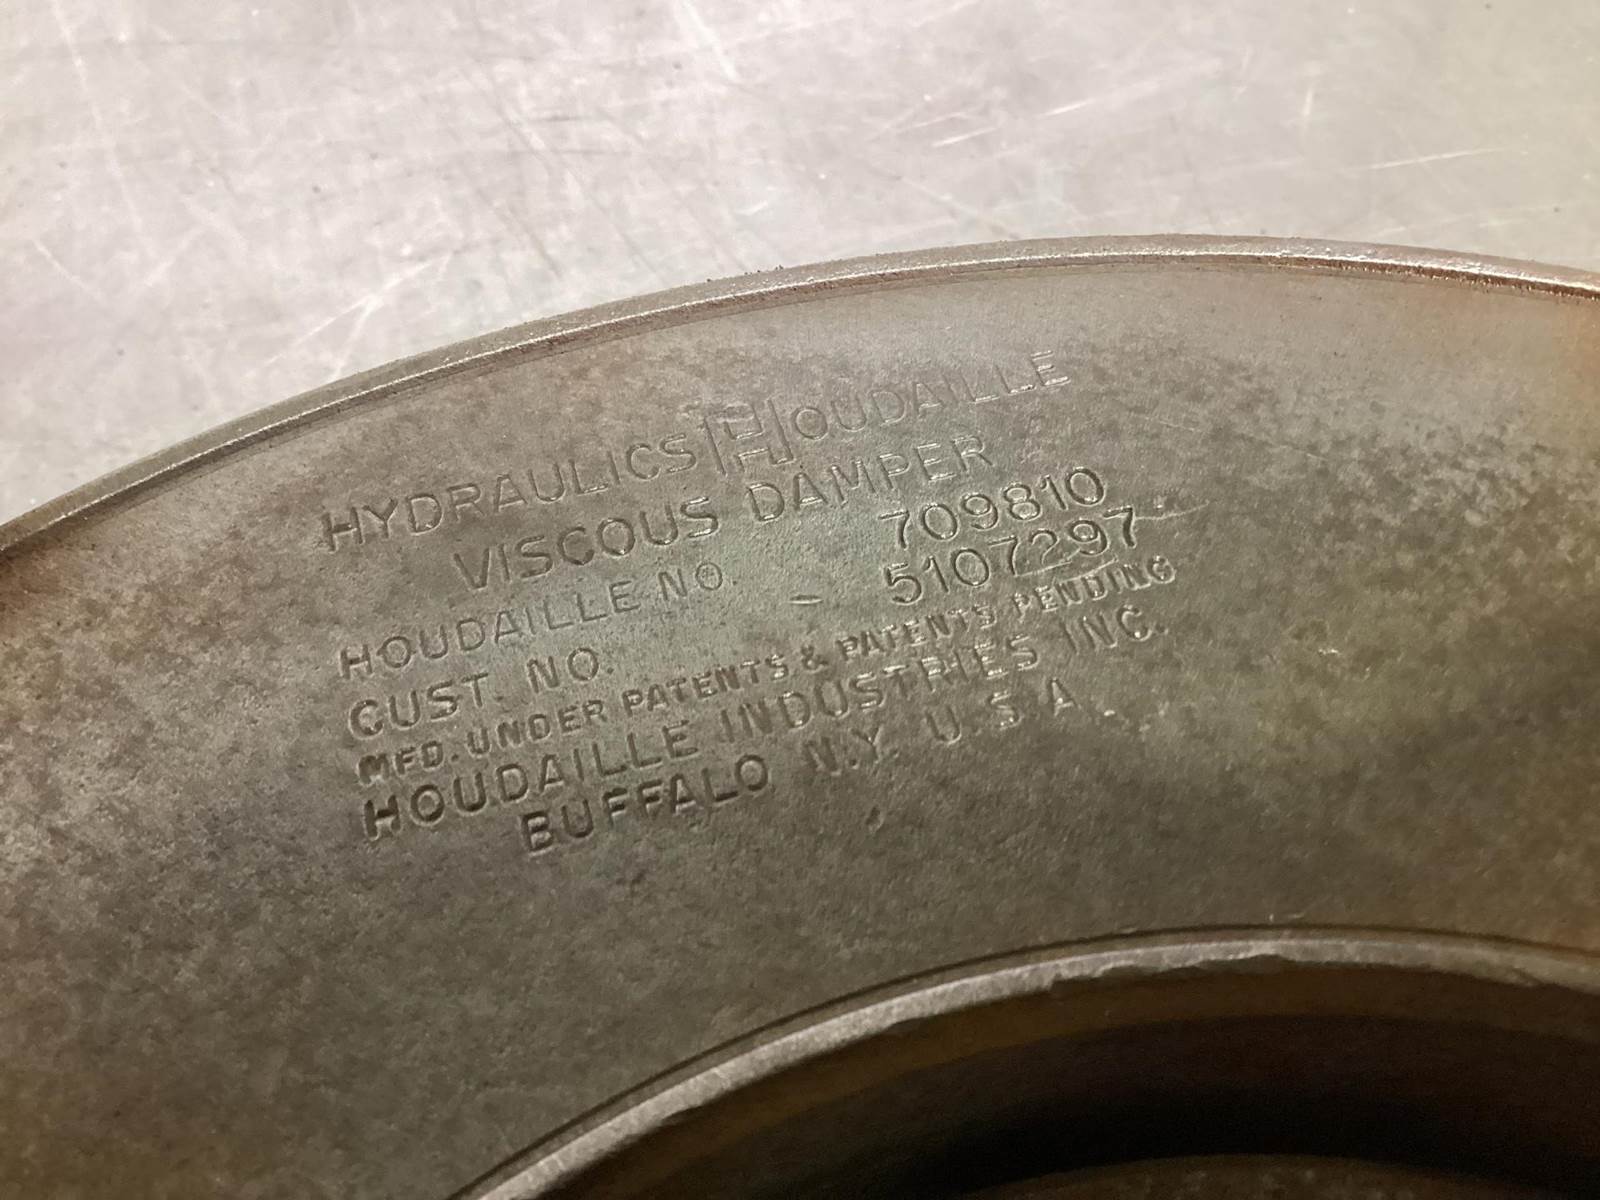 HYDRAULICS H HOUDAILLE
VISCOUS DAMPER
HOUDAILLE NO. 709810
CUST. NO. 5107297
MFD. UNDER PATENTS & PATENTS PENDING
HOUDAILLE INDUSTRIES INC.
BUFFALO N.Y. U.S.A.